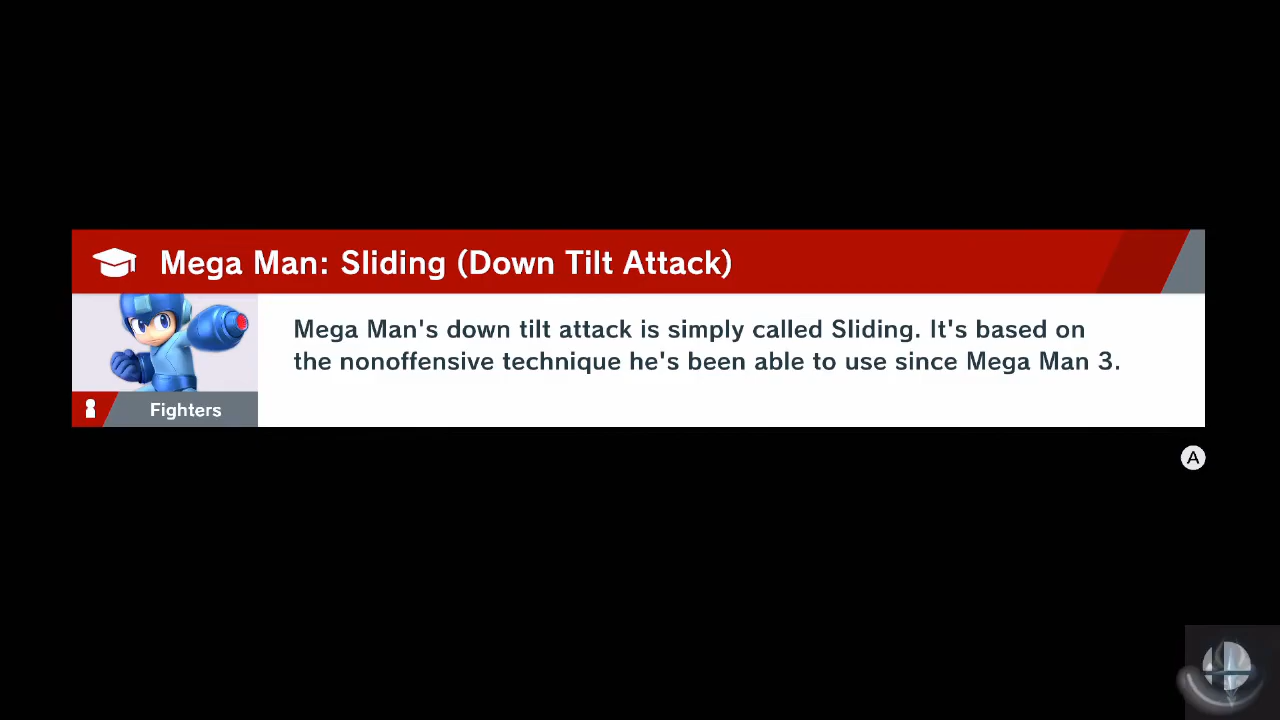 Mega Man: Sliding (Down Tilt Attack)
Mega Man's down tilt attack is simply called Sliding. It's based on
the nonoffensive technique he's been able to use since Mega Man 3.
Fighters
A